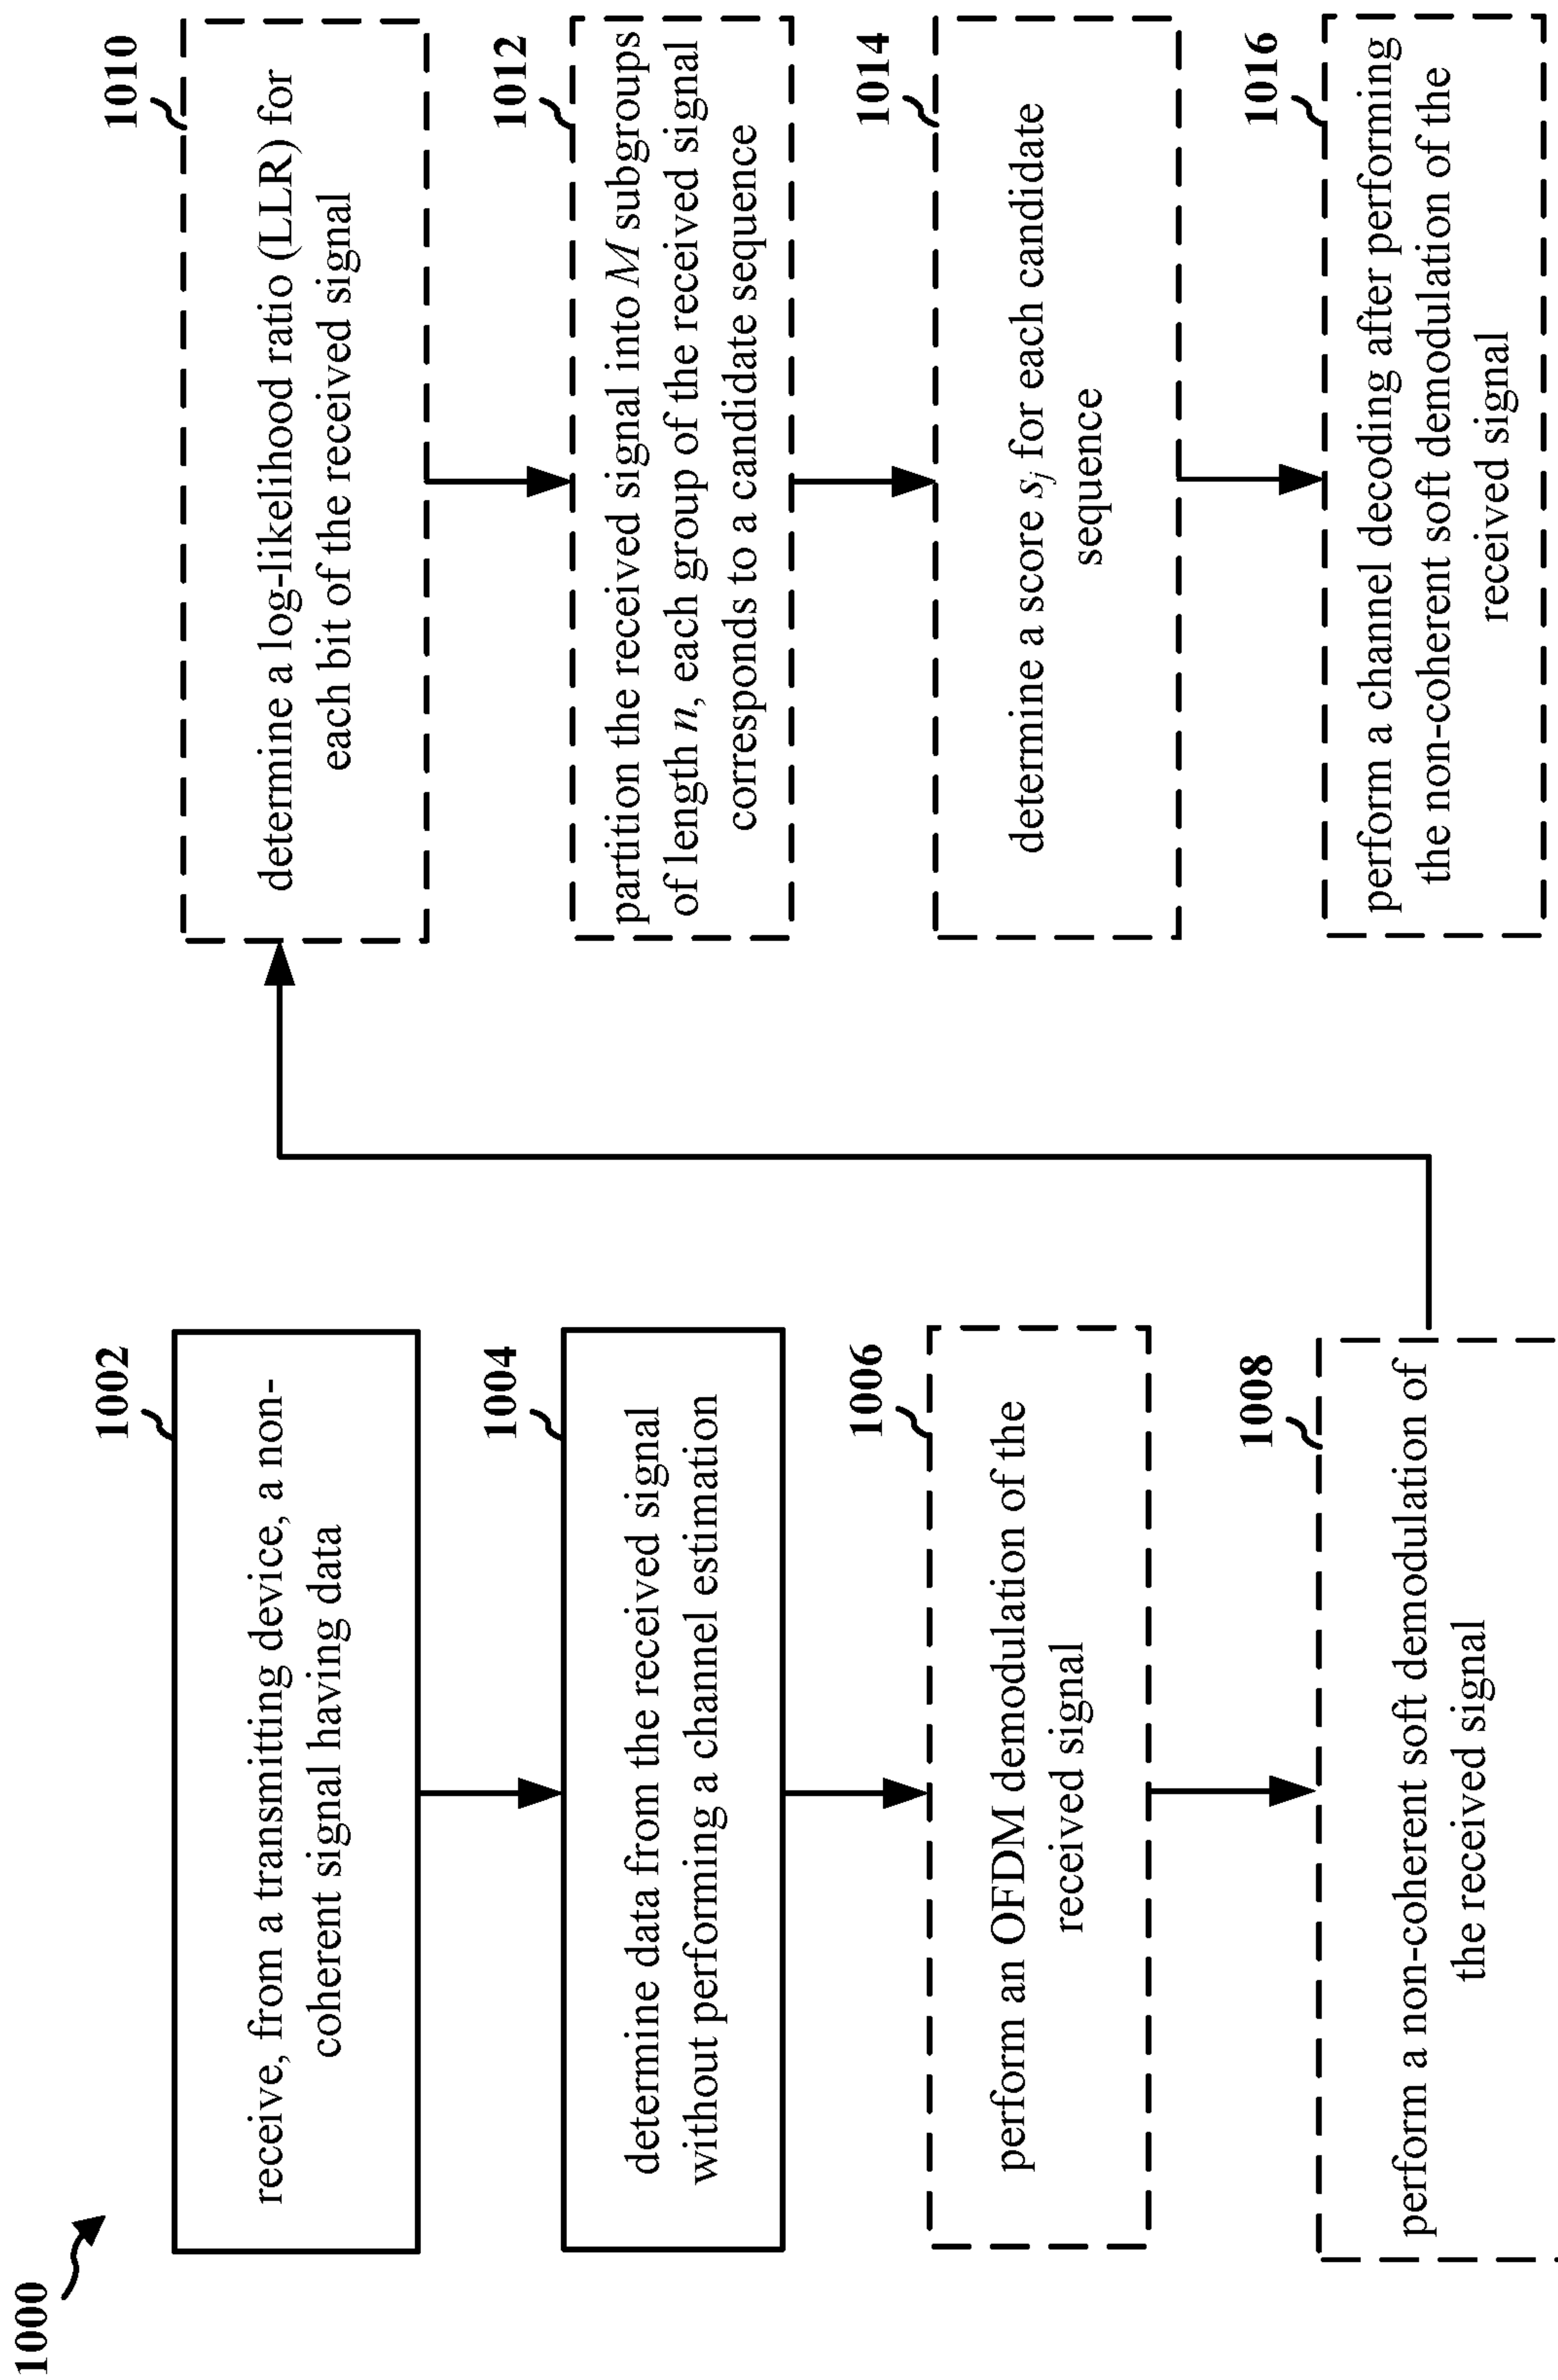 1000
1002
receive, from a transmitting device, a non-
coherent signal having data
1004
determine data from the received signal
without performing a channel estimation
1006
perform an OFDM demodulation of the
received signal
1008
perform a non-coherent soft demodulation of
the received signal
1010
determine a log-likelihood ratio (LLR) for
each bit of the received signal
1012
partition the received signal into M subgroups
of length n, each group of the received signal
corresponds to a candidate sequence
1014
determine a score sj for each candidate
sequence
1016
perform a channel decoding after performing
the non-coherent soft demodulation of the
received signal